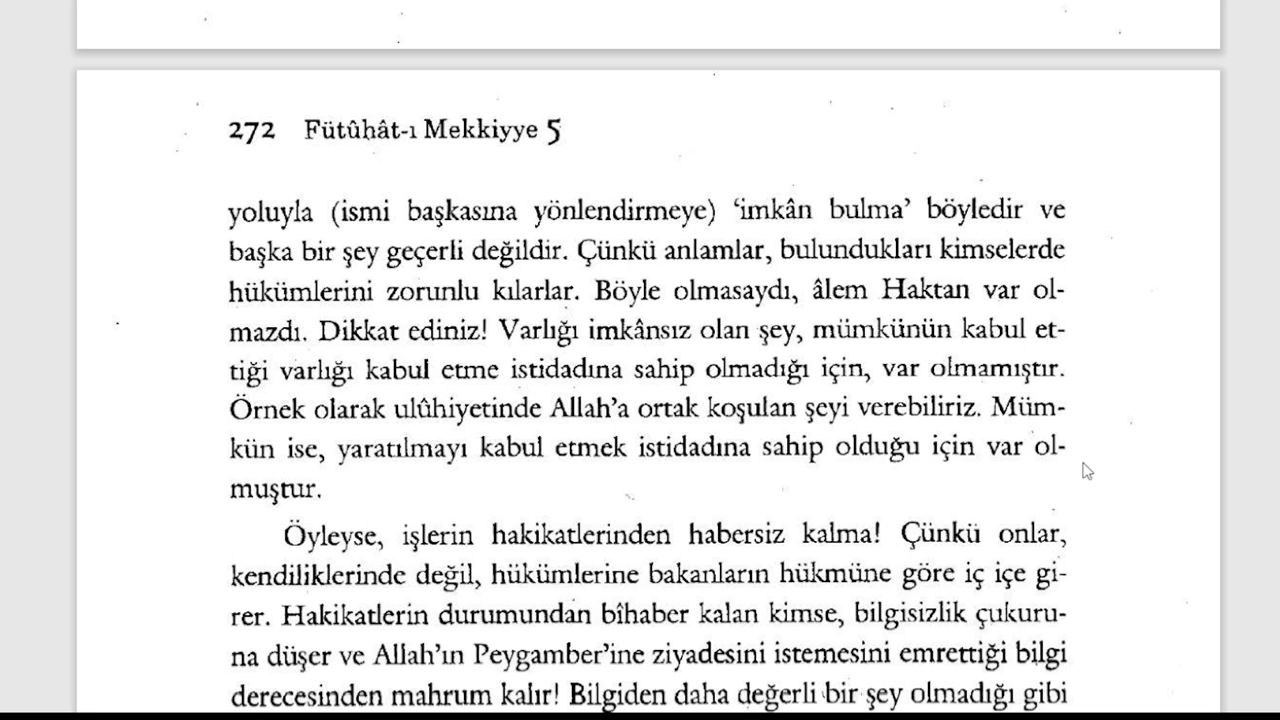 272 Fütûhât-ı Mekkiyye 5
yoluyla (ismi başkasına yönlendirmeye) ‘imkân bulma’ böyledir ve
başka bir şey geçerli değildir. Çünkü anlamlar, bulundukları kimselerde
hükümlerini zorunlu kılarlar. Böyle olmasaydı, âlem Haktan var ol-
mazdı. Dikkat ediniz! Varlığı imkânsız olan şey, mümkünün kabul et-
tiği varlığı kabul etme istidadına sahip olmadığı için, var olmamıştır.
Örnek olarak ulûhiyetinde Allah’a ortak koşulan şeyi verebiliriz. Müm-
kün ise, yaratılmayı kabul etmek istidadına sahip olduğu için var ol-
muştur.
Öyleyse, işlerin hakikatlerinden habersiz kalma! Çünkü onlar,
kendiliklerinde değil, hükümlerine bakanların hükmüne göre iç içe gi-
rer. Hakikatlerin durumundan bîhaber kalan kimse, bilgisizlik çukuru-
na düşer ve Allah’ın Peygamber’ine ziyadesini istemesini emrettiği bilgi
derecesinden mahrum kalır! Bilgiden daha değerli bir şey olmadığı gibi